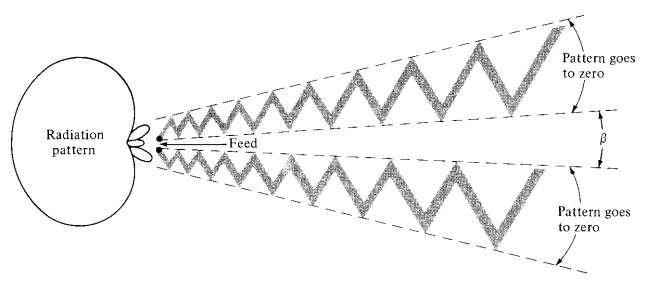 Pattern goes
to zero
Radiation
pattern
Feed
β
Pattern goes
to zero